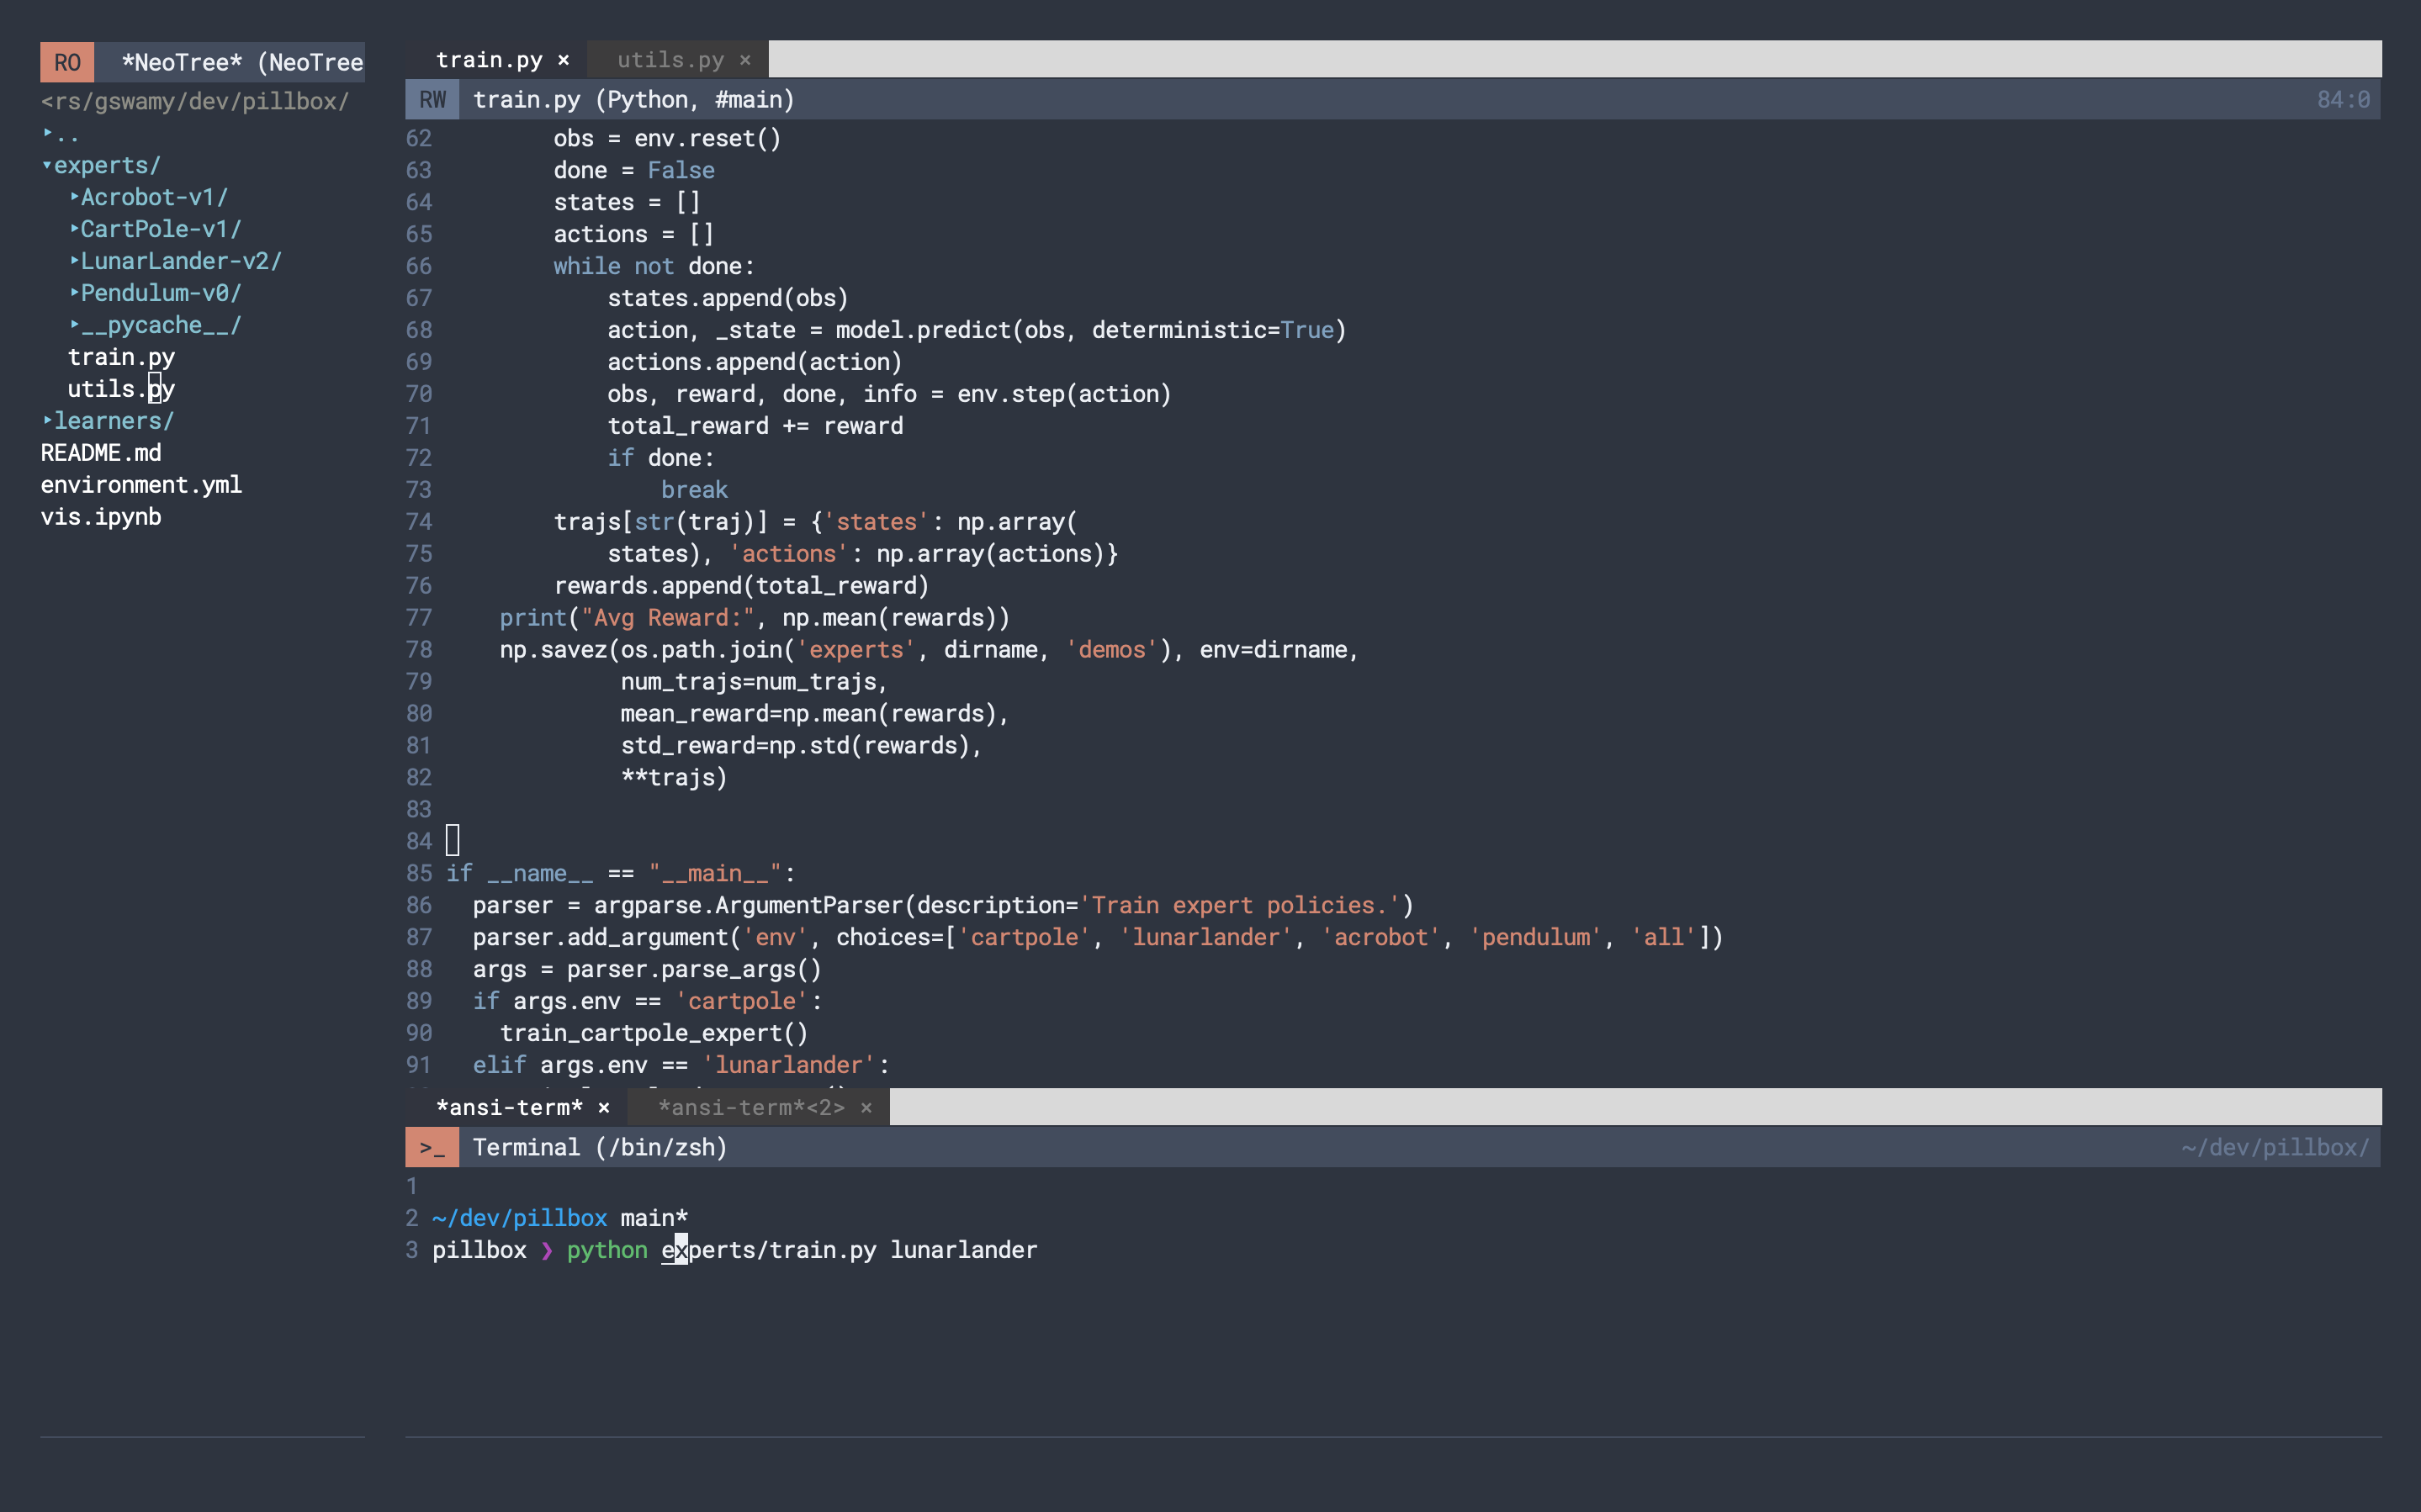 RO *NeoTree* (NeoTree
<rs/gswamy/dev/pillbox/
▸..
▾experts/
▸Acrobot-v1/
▸CartPole-v1/
▸LunarLander-v2/
▸Pendulum-v0/
▸__pycache__/
train.py
utils.py
▸learners/
README.md
environment.yml
vis.ipynb
train.py × utils.py ×
RW train.py (Python, #main) 84:0
62         obs = env.reset()
63         done = False
64         states = []
65         actions = []
66         while not done:
67             states.append(obs)
68             action, _state = model.predict(obs, deterministic=True)
69             actions.append(action)
70             obs, reward, done, info = env.step(action)
71             total_reward += reward
72             if done:
73                 break
74         trajs[str(traj)] = {'states': np.array(
75             states), 'actions': np.array(actions)}
76         rewards.append(total_reward)
77     print("Avg Reward:", np.mean(rewards))
78     np.savez(os.path.join('experts', dirname, 'demos'), env=dirname,
79              num_trajs=num_trajs,
80              mean_reward=np.mean(rewards),
81              std_reward=np.std(rewards),
82              **trajs)
83
84
85 if __name__ == "__main__":
86   parser = argparse.ArgumentParser(description='Train expert policies.')
87   parser.add_argument('env', choices=['cartpole', 'lunarlander', 'acrobot', 'pendulum', 'all'])
88   args = parser.parse_args()
89   if args.env == 'cartpole':
90     train_cartpole_expert()
91   elif args.env == 'lunarlander':
*ansi-term* × *ansi-term*<2> ×
>_ Terminal (/bin/zsh) ~/dev/pillbox/
1
2 ~/dev/pillbox main*
3 pillbox ❯ python experts/train.py lunarlander